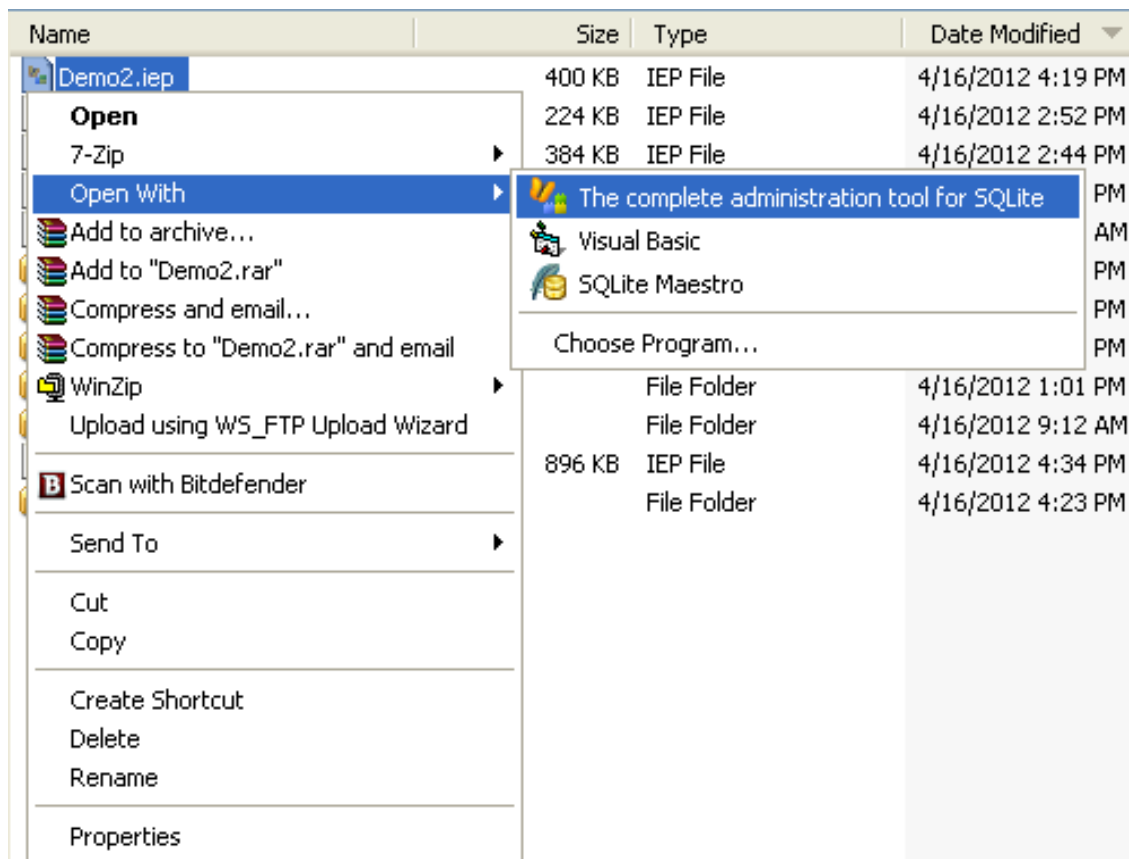 Name Size Type Date Modified
Demo2.iep 400 KB IEP File 4/16/2012 4:19 PM
Open 224 KB IEP File 4/16/2012 2:52 PM
7-Zip 384 KB IEP File 4/16/2012 2:44 PM
Open With The complete administration tool for SQLite PM
Add to archive... Visual Basic AM
Add to "Demo2.rar" SQLite Maestro PM
Compress and email... PM
Compress to "Demo2.rar" and email Choose Program... PM
WinZip File Folder 4/16/2012 1:01 PM
Upload using WS_FTP Upload Wizard File Folder 4/16/2012 9:12 AM
896 KB IEP File 4/16/2012 4:34 PM
B Scan with Bitdefender
File Folder 4/16/2012 4:23 PM
Send To
Cut
Copy
Create Shortcut
Delete
Rename
Properties